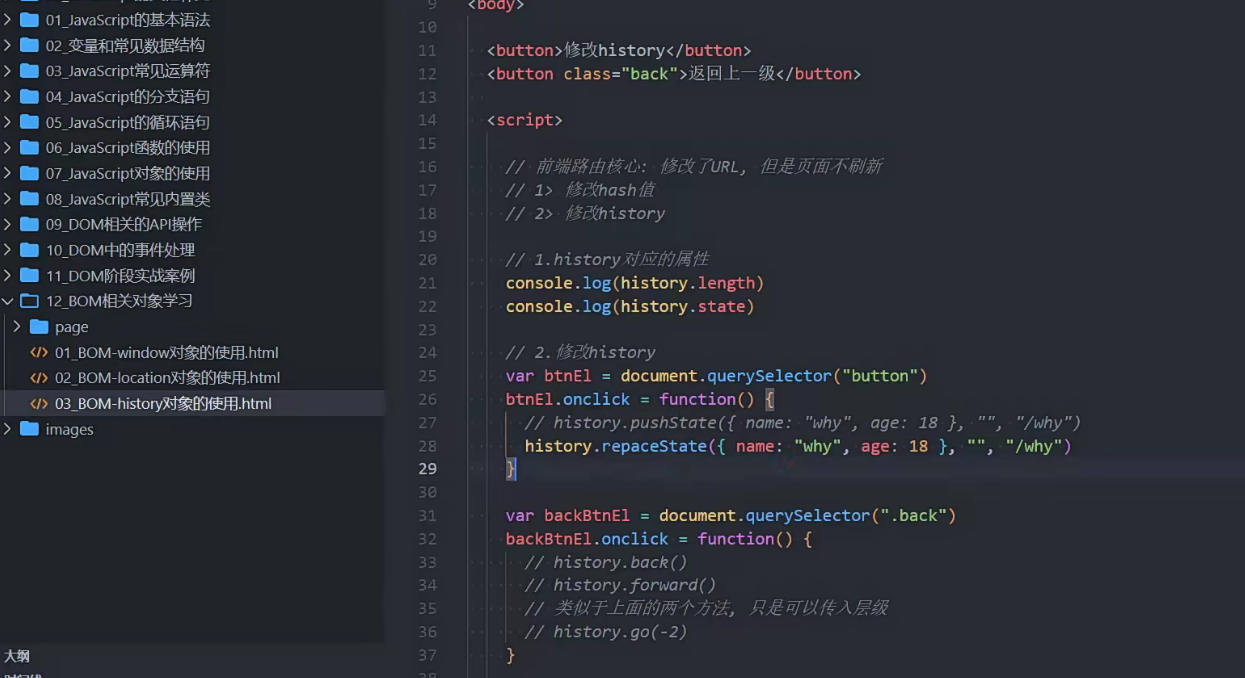 01_JavaScript的基本语法
02_变量和常见数据结构
03_JavaScript常见运算符
04_JavaScript的分支语句
05_JavaScript的循环语句
06_JavaScript函数的使用
07_JavaScript对象的使用
08_JavaScript常见内置类
09_DOM相关的API操作
10_DOM中的事件处理
11_DOM阶段实战案例
12_BOM相关对象学习
page
01_BOM-window对象的使用.html
02_BOM-location对象的使用.html
03_BOM-history对象的使用.html
images
大纲
9 <body>
10
11 <button>修改history</button>
12 <button class="back">返回上一级</button>
13
14 <script>
15
16 // 前端路由核心: 修改了URL, 但是页面不刷新
17 // 1> 修改hash值
18 // 2> 修改history
19
20 // 1.history对应的属性
21 console.log(history.length)
22 console.log(history.state)
23
24 // 2.修改history
25 var btnEl = document.querySelector("button")
26 btnEl.onclick = function() {
27 // history.pushState({ name: "why", age: 18 }, "", "/why")
28 history.repaceState({ name: "why", age: 18 }, "", "/why")
29 }
30
31 var backBtnEl = document.querySelector(".back")
32 backBtnEl.onclick = function() {
33 // history.back()
34 // history.forward()
35 // 类似于上面的两个方法, 只是可以传入层级
36 // history.go(-2)
37 }